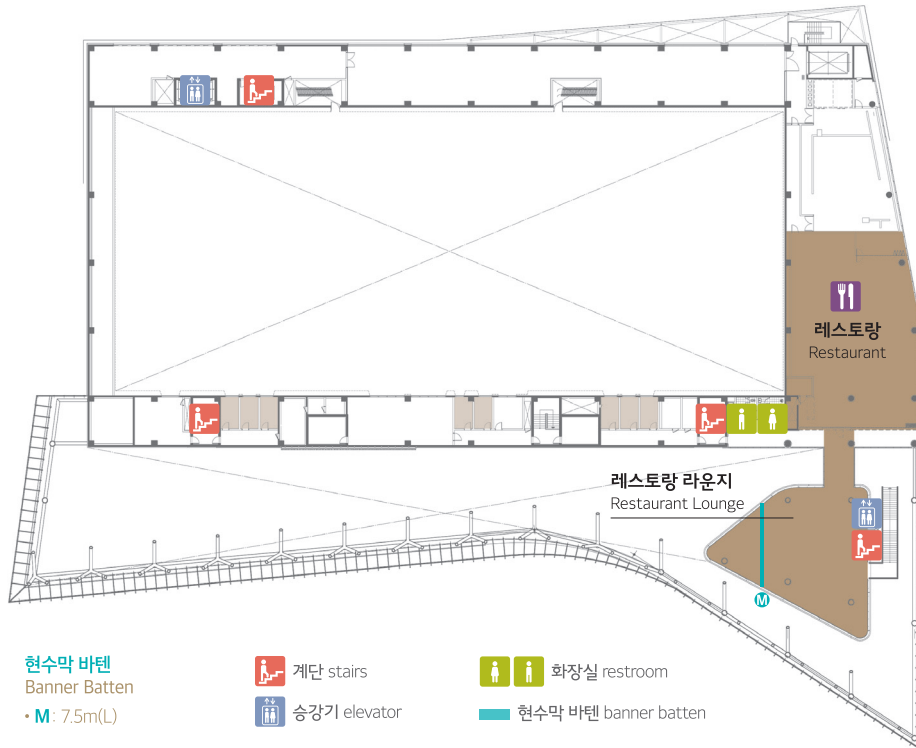 레스토랑
Restaurant
레스토랑 라운지
Restaurant Lounge
M
현수막 바텐
Banner Batten
• M: 7.5m(L)
계단 stairs
승강기 elevator
화장실 restroom
현수막 바텐 banner batten